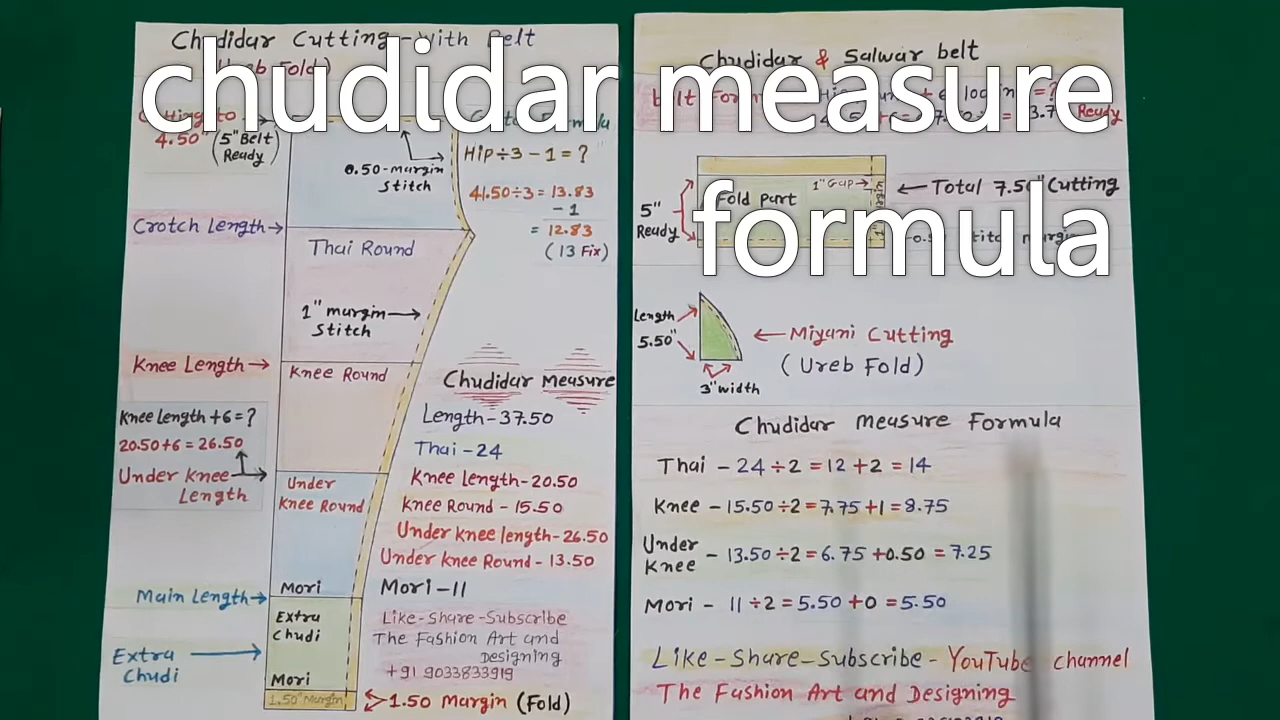 chudidar measure
formula
Chudidar Cutting-with Belt
(Ureb Fold)
4.50" (5" Belt
Ready)
0.50-margin
Stitch
Hip÷3-1=?
41.50÷3=13.83
-1
=12.83
(13 Fix)
Crotch Length→
Thai Round
1" margin
Stitch
Knee Length→
Knee Round
Knee length+6=?
20.50+6=26.50
Under Knee
Length
Under
Knee Round
Main Length→
Mori
Extra
Chudi
Extra
Chudi
Mori
1.50" Margin
1.50 Margin (Fold)
Chudidar Measure
Length-37.50
Thai-24
Knee Length-20.50
Knee Round-15.50
Under knee length-26.50
Under knee Round-13.50
Mori-11
Like-Share-Subscribe
The Fashion Art and
Designing
+91 9033833919
Chudidar & Salwar belt
Ready
5"
Ready
Fold part
1" Gap→
←Total 7.50" Cutting
Length
5.50"
3" width
←Miyani Cutting
(Ureb Fold)
Chudidar Measure Formula
Thai-24÷2=12+2=14
Knee-15.50÷2=7.75+1=8.75
Under
Knee-13.50÷2=6.75+0.50=7.25
Mori-11÷2=5.50+0=5.50
Like-Share-Subscribe-YouTube channel
The Fashion Art and Designing